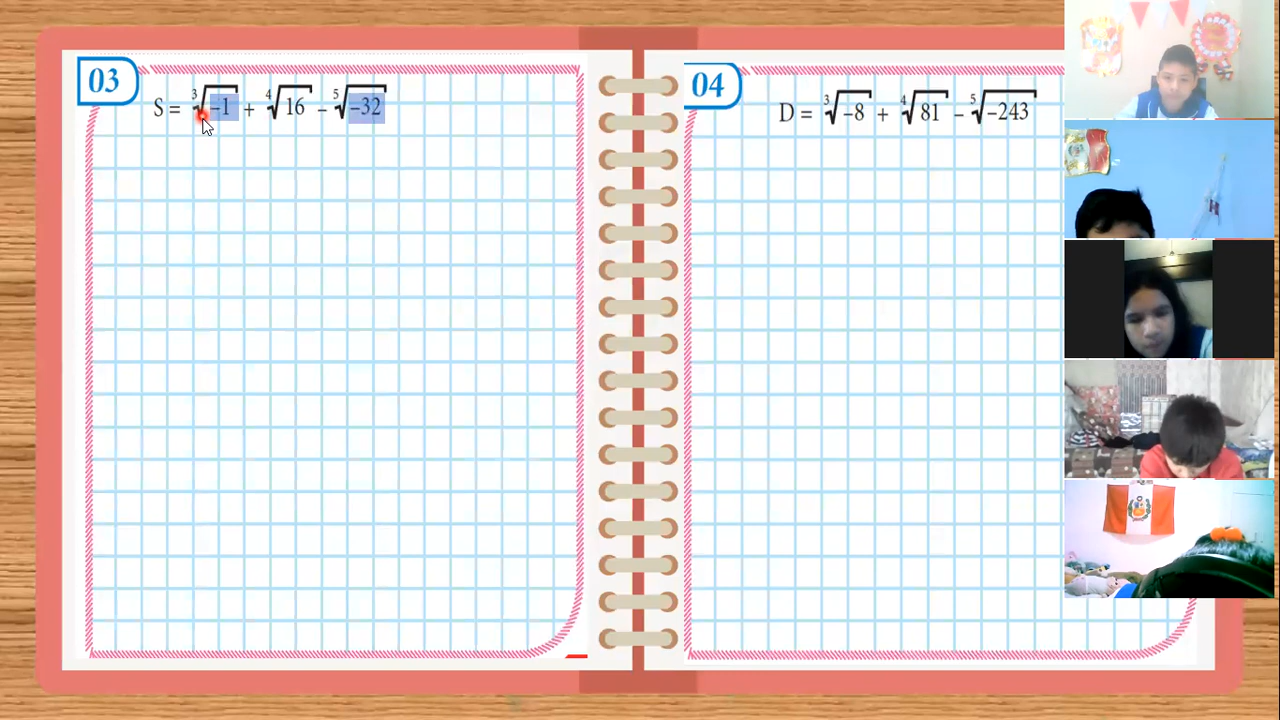 03
S = ∛−1 + ∜16 − ⁵√−32
04
D = ∛−8 + ∜81 − ⁵√−243